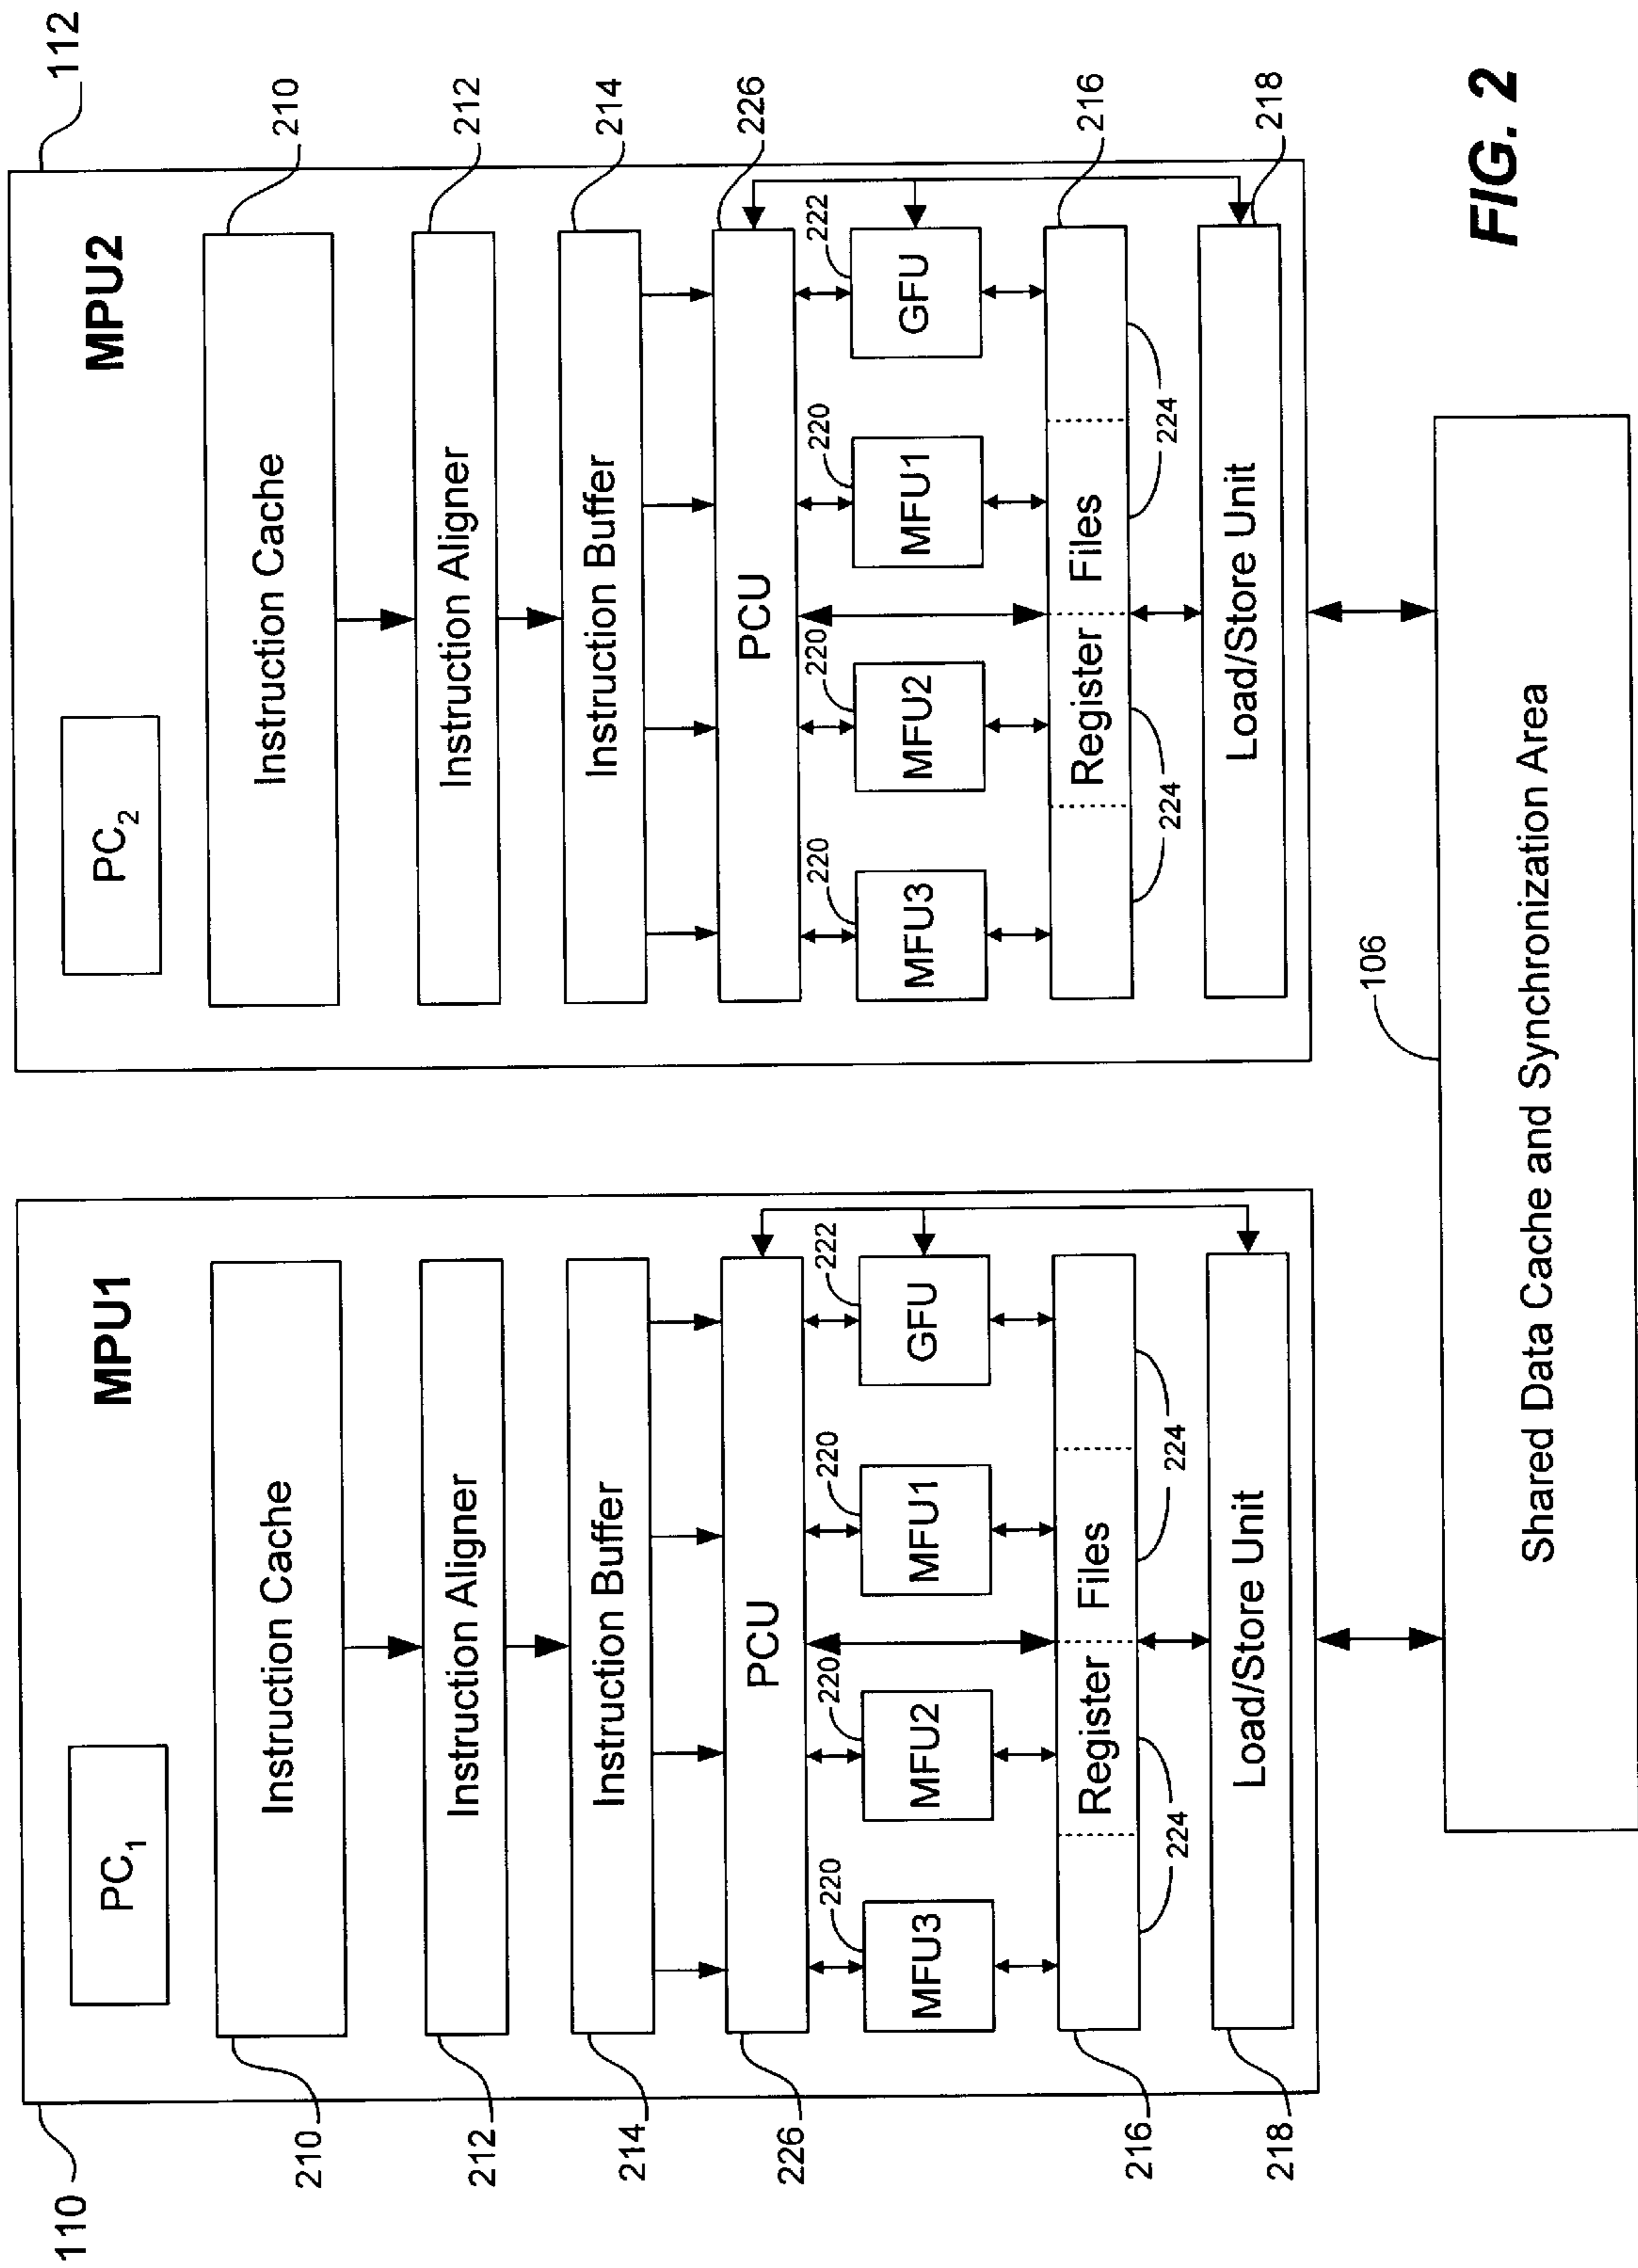 110
MPU1
PC1
Instruction Cache
210
Instruction Aligner
212
Instruction Buffer
214
PCU
226
220
220
220
222
MFU3
MFU2
MFU1
GFU
Register Files
216
224
224
Load/Store Unit
218
112
MPU2
PC2
Instruction Cache
210
Instruction Aligner
212
Instruction Buffer
214
PCU
226
220
220
220
222
MFU3
MFU2
MFU1
GFU
Register Files
216
224
224
Load/Store Unit
218
106
Shared Data Cache and Synchronization Area
FIG. 2